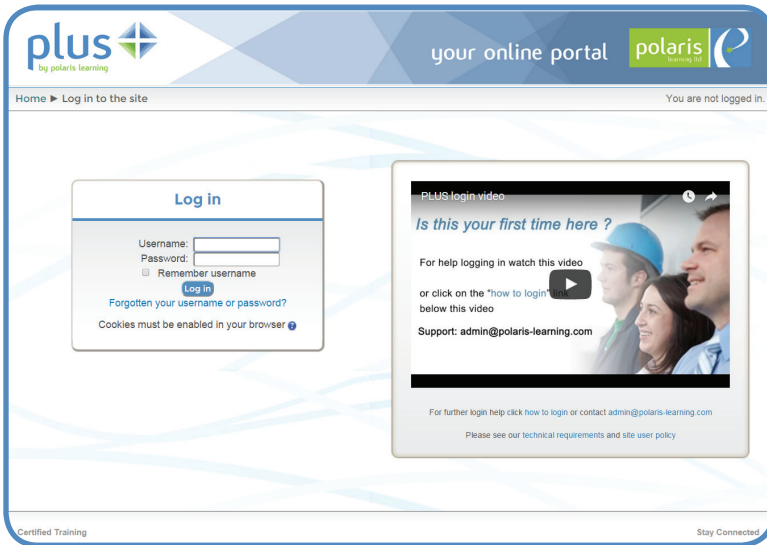 plus
by polaris learning
your online portal
polaris
learning ltd
Home ► Log in to the site
You are not logged in.
Log in
Username:
Password:
Remember username
Log in
Forgotten your username or password?
Cookies must be enabled in your browser ?
PLUS login video
Is this your first time here ?
For help logging in watch this video
or click on the "how to login" link
below this video
Support: admin@polaris-learning.com
For further login help click how to login or contact admin@polaris-learning.com
Please see our technical requirements and site user policy
Certified Training
Stay Connected